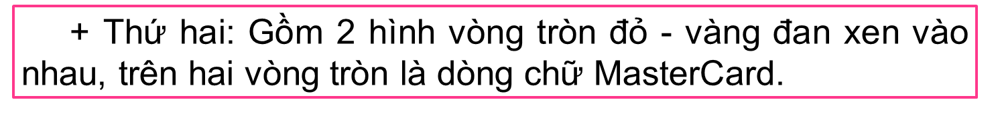 + Thứ hai: Gồm 2 hình vòng tròn đỏ - vàng đan xen vào
nhau, trên hai vòng tròn là dòng chữ MasterCard.